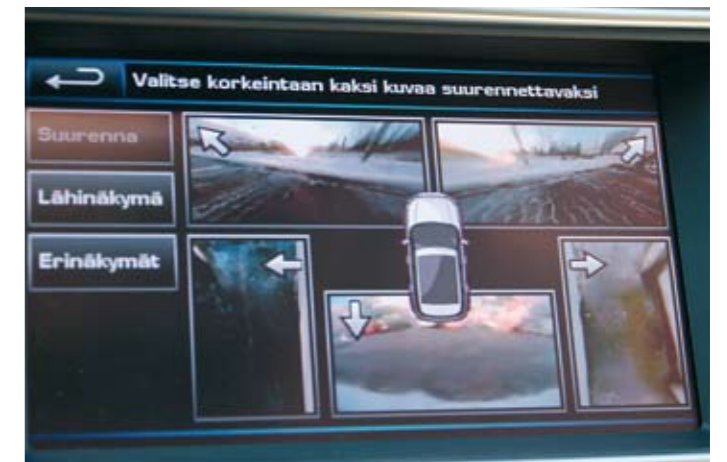 Valitse korkeintaan kaksi kuvaa suurennettavaksi
Suurenna
Lähinäkymä
Erinäkymät